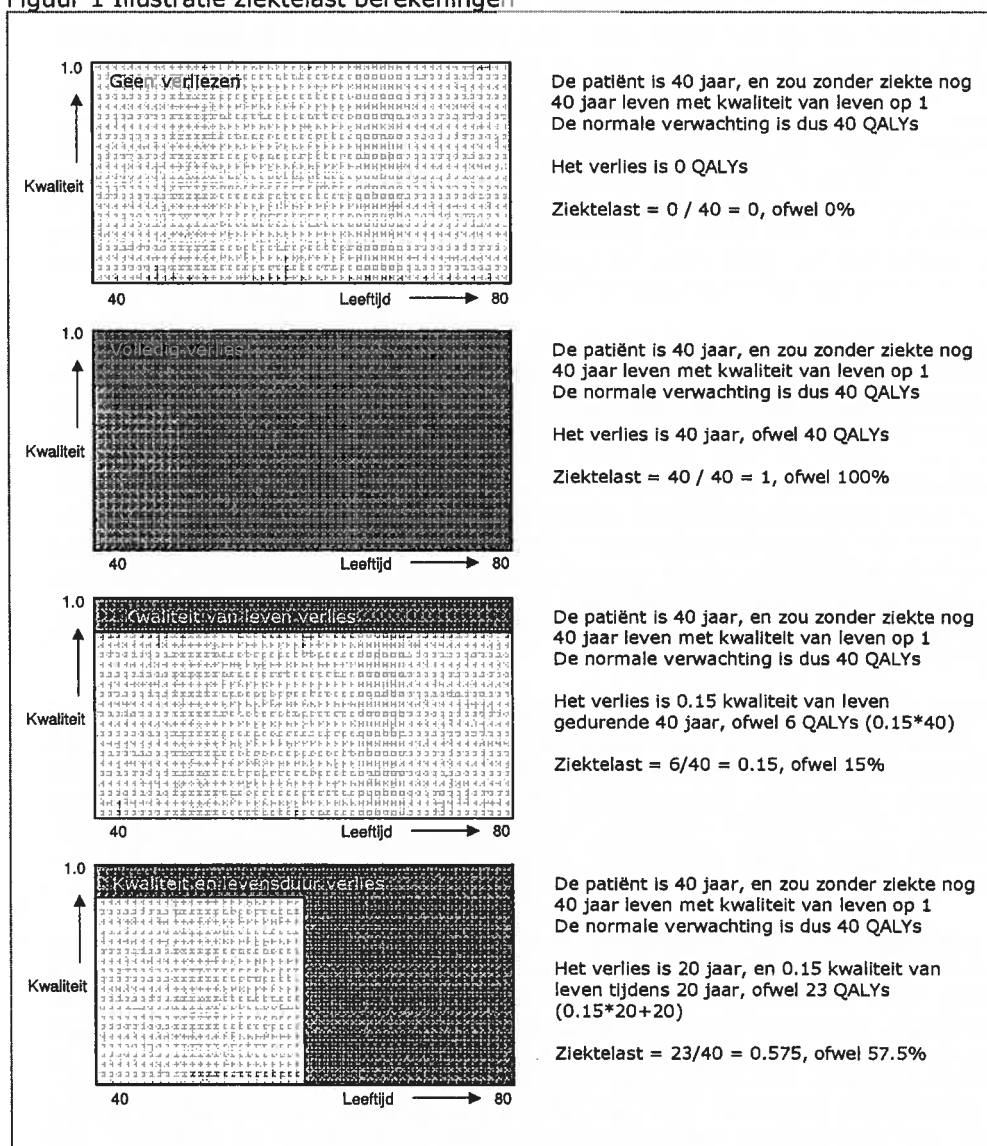 Figuur 1 Illustratie ziektelast berekeningen
1.0
Geen verliezen
Kwaliteit
40
Leeftijd
80
De patiënt is 40 jaar, en zou zonder ziekte nog
40 jaar leven met kwaliteit van leven op 1
De normale verwachting is dus 40 QALYs
Het verlies is 0 QALYs
Ziektelast = 0 / 40 = 0, ofwel 0%
1.0
Volledig verlies
Kwaliteit
40
Leeftijd
80
De patiënt is 40 jaar, en zou zonder ziekte nog
40 jaar leven met kwaliteit van leven op 1
De normale verwachting is dus 40 QALYs
Het verlies is 40 jaar, ofwel 40 QALYs
Ziektelast = 40 / 40 = 1, ofwel 100%
1.0
Kwaliteit van leven verlies
Kwaliteit
40
Leeftijd
80
De patiënt is 40 jaar, en zou zonder ziekte nog
40 jaar leven met kwaliteit van leven op 1
De normale verwachting is dus 40 QALYs
Het verlies is 0.15 kwaliteit van leven
gedurende 40 jaar, ofwel 6 QALYs (0.15*40)
Ziektelast = 6/40 = 0.15, ofwel 15%
1.0
Kwaliteit en levensduur verlies
Kwaliteit
40
Leeftijd
80
De patiënt is 40 jaar, en zou zonder ziekte nog
40 jaar leven met kwaliteit van leven op 1
De normale verwachting is dus 40 QALYs
Het verlies is 20 jaar, en 0.15 kwaliteit van
leven tijdens 20 jaar, ofwel 23 QALYs
(0.15*20+20)
Ziektelast = 23/40 = 0.575, ofwel 57.5%